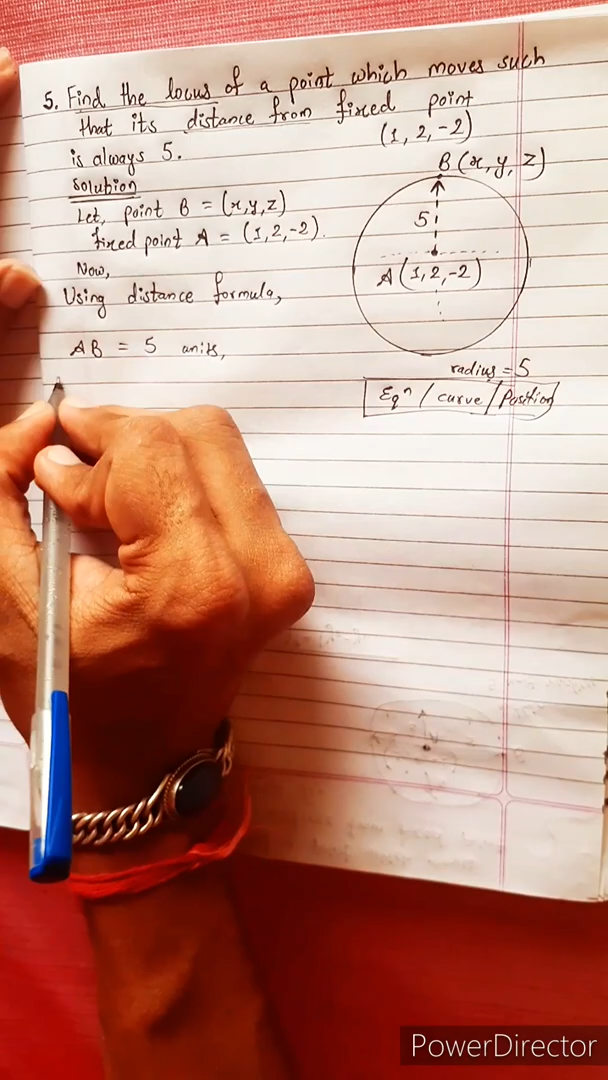 5. Find the locus of a point which moves such
that its distance from fixed point
(1, 2, -2)
is always 5.
Solution
Let, point B = (x, y, z)
fixed point A = (1, 2, -2).
Now,
Using distance formula,
AB = 5 units,
B (x, y, z)
5
A (1, 2, -2)
radius = 5
Eqⁿ / curve / Position
PowerDirector